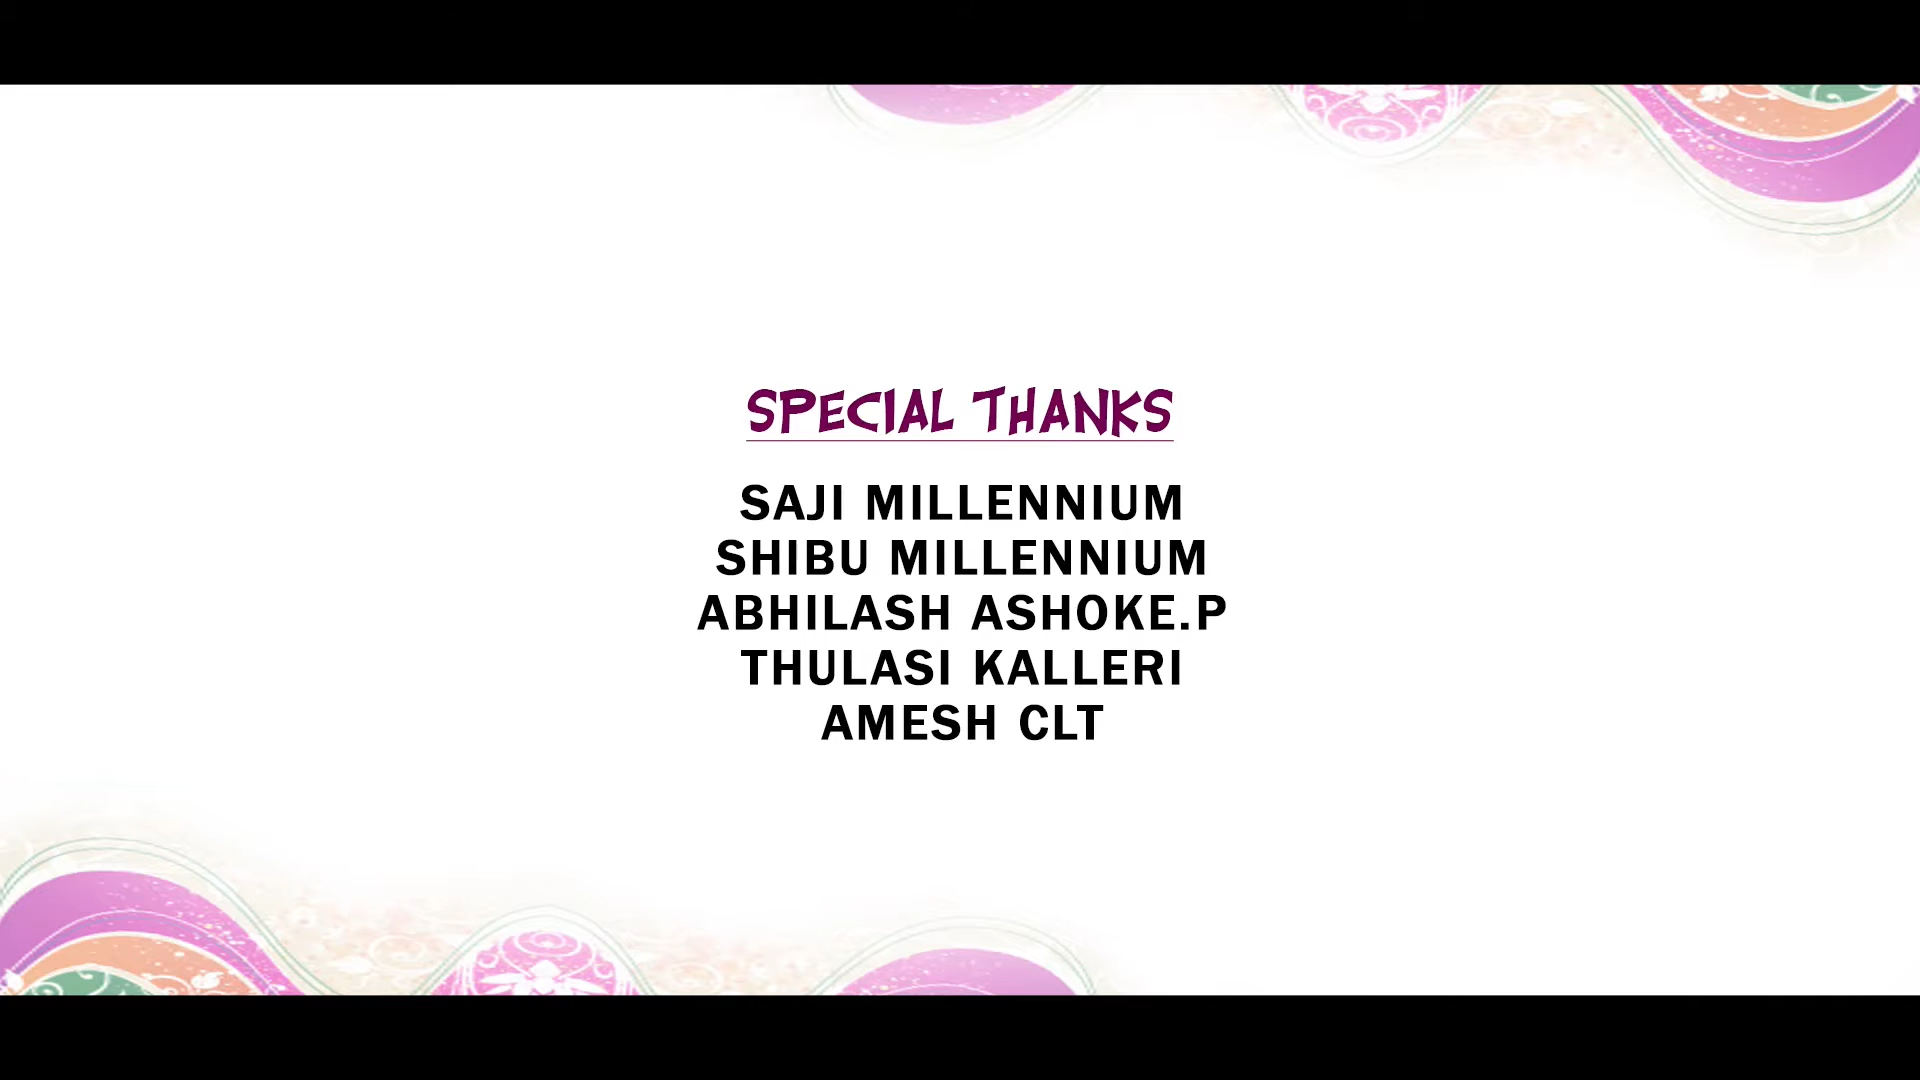 SPECIAL THANKS
SAJI MILLENNIUM
SHIBU MILLENNIUM
ABHILASH ASHOKE.P
THULASI KALLERI
AMESH CLT